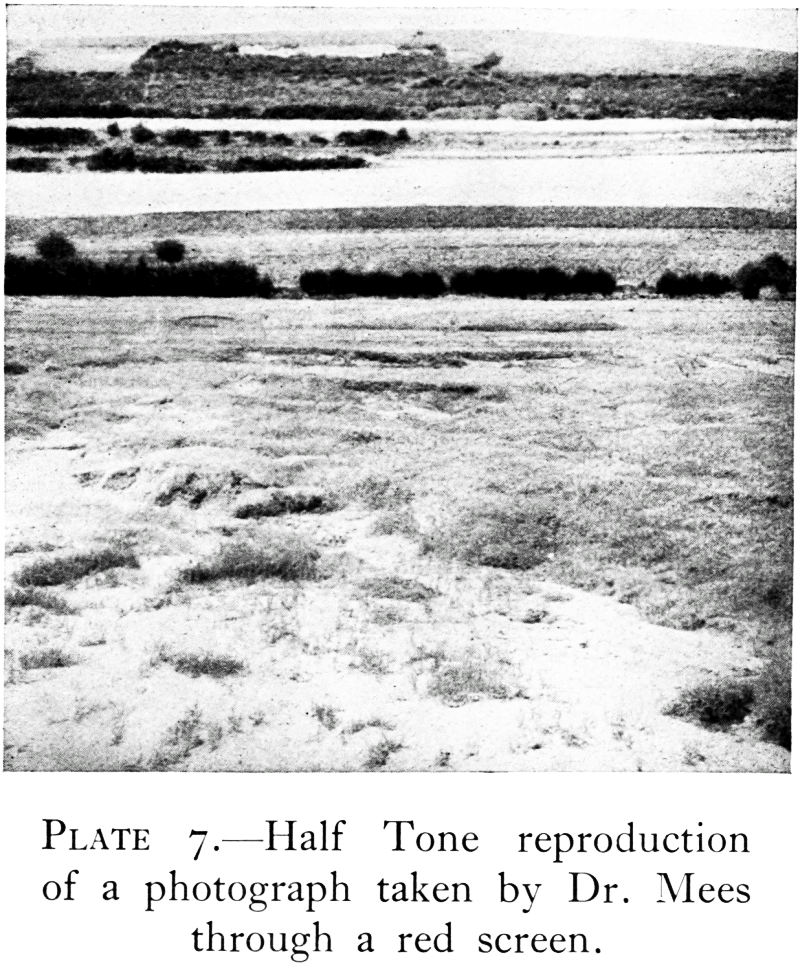 PLATE 7.—Half Tone reproduction
of a photograph taken by Dr. Mees
through a red screen.